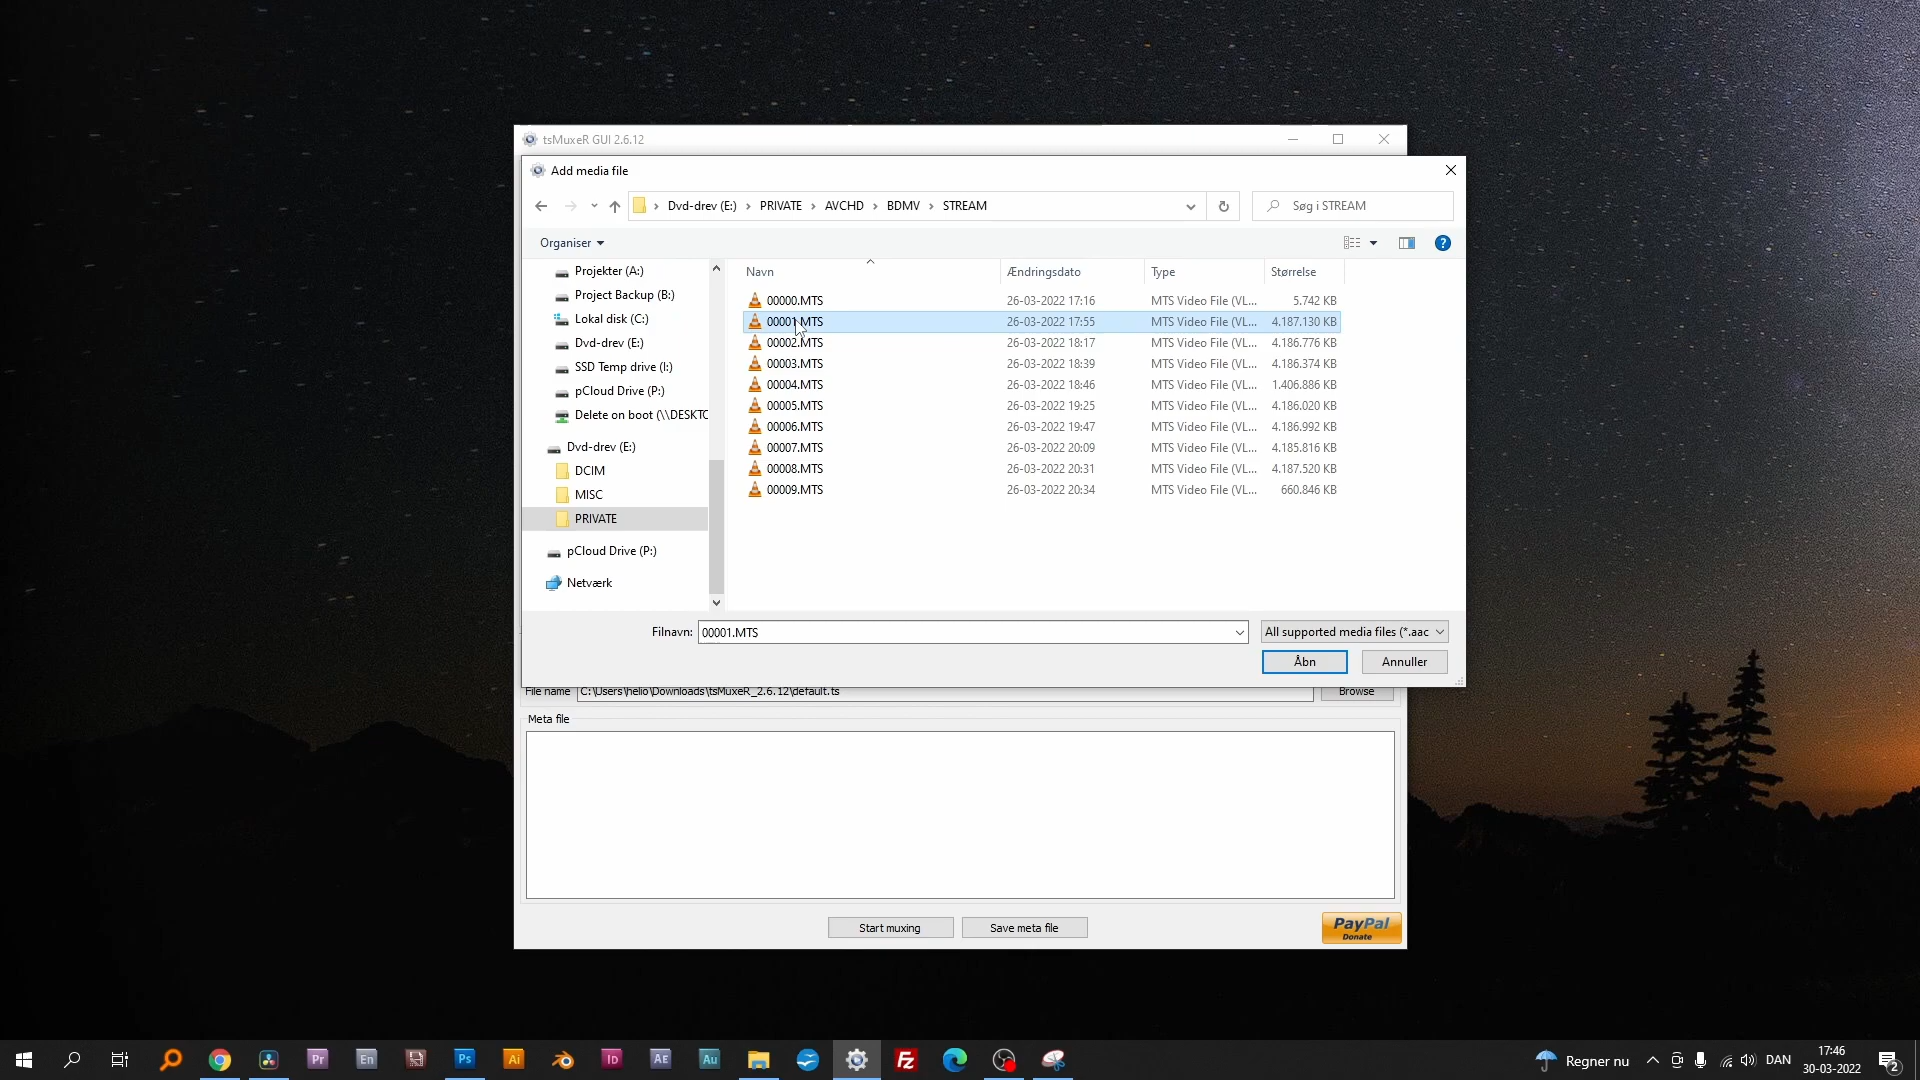 tsMuxeR GUI 2.6.12
Add media file
Dvd-drev (E:) › PRIVATE › AVCHD › BDMV › STREAM
Søg i STREAM
Organiser
Projekter (A:)
Project Backup (B:)
Lokal disk (C:)
Dvd-drev (E:)
SSD Temp drive (I:)
pCloud Drive (P:)
Delete on boot (\\DESKTC
Dvd-drev (E:)
DCIM
MISC
PRIVATE
pCloud Drive (P:)
Netværk
Navn Ændringsdato Type Størrelse
00000.MTS 26-03-2022 17:16 MTS Video File (VL... 5.742 KB
00001.MTS 26-03-2022 17:55 MTS Video File (VL... 4.187.130 KB
00002.MTS 26-03-2022 18:17 MTS Video File (VL... 4.186.776 KB
00003.MTS 26-03-2022 18:39 MTS Video File (VL... 4.186.374 KB
00004.MTS 26-03-2022 18:46 MTS Video File (VL... 1.406.886 KB
00005.MTS 26-03-2022 19:25 MTS Video File (VL... 4.186.020 KB
00006.MTS 26-03-2022 19:47 MTS Video File (VL... 4.186.992 KB
00007.MTS 26-03-2022 20:09 MTS Video File (VL... 4.185.816 KB
00008.MTS 26-03-2022 20:31 MTS Video File (VL... 4.187.520 KB
00009.MTS 26-03-2022 20:34 MTS Video File (VL... 660.846 KB
Filnavn: 00001.MTS
All supported media files (*.aac
Åbn Annuller
File name C:\Users\helio\Downloads\tsMuxeR_2.6.12\default.ts Browse
Meta file
Start muxing Save meta file
PayPal
Donate
Pr En Ps Ai Id AE Au
Regner nu DAN
17:46
30-03-2022
2